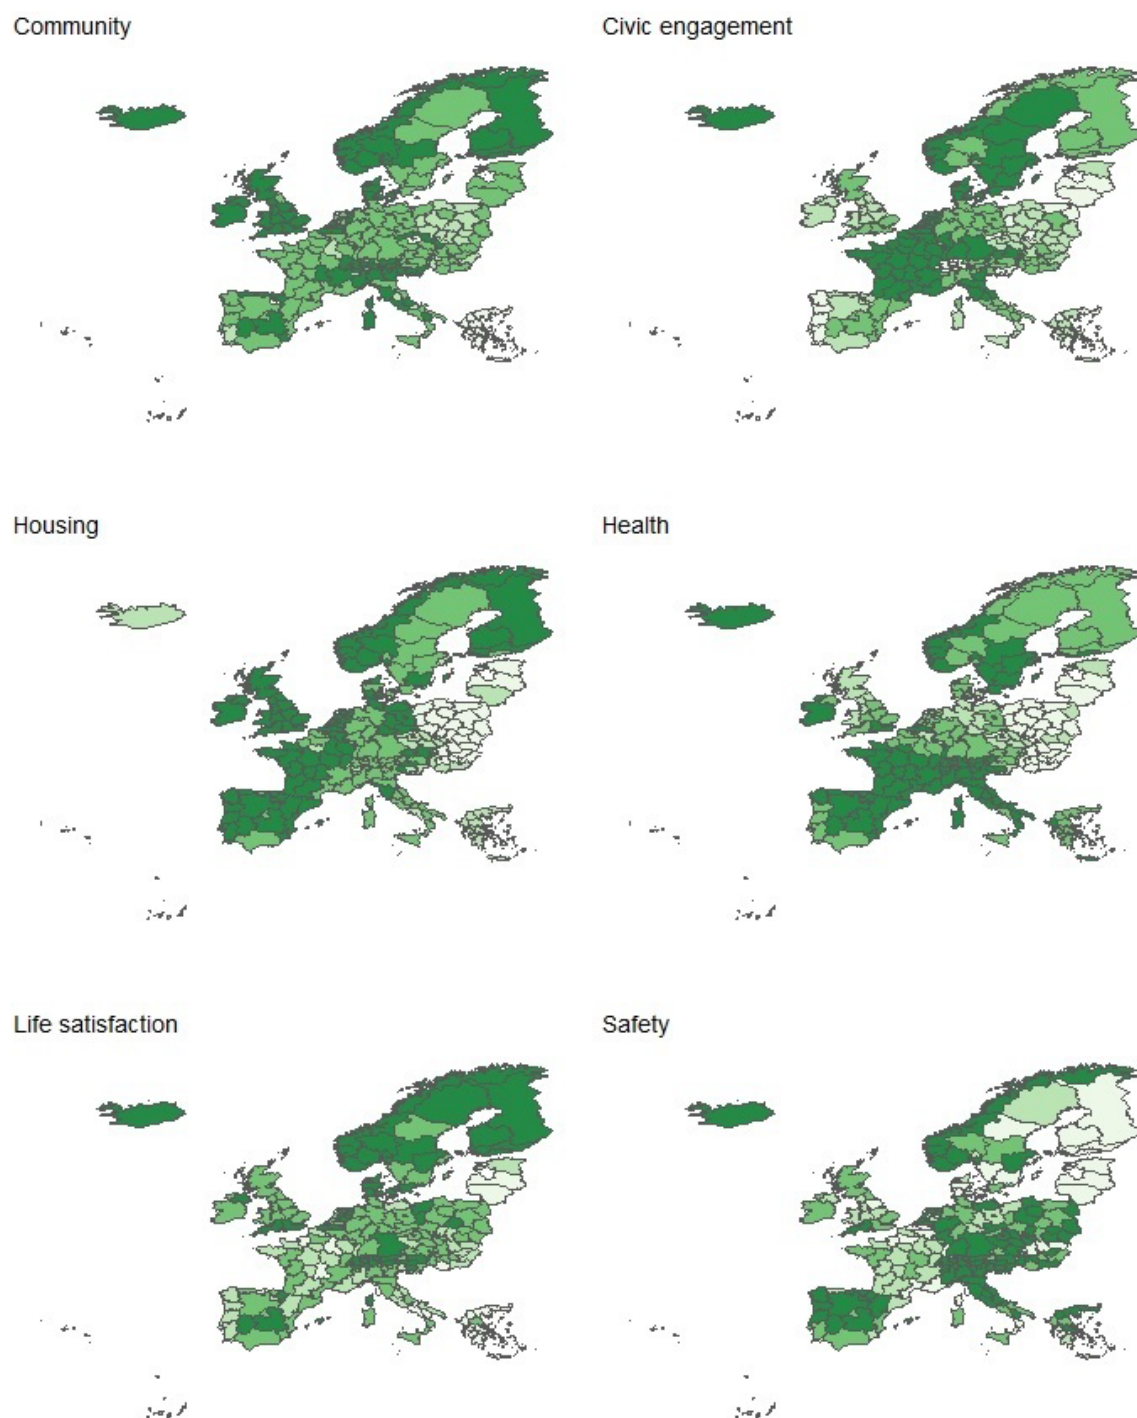 Community
Civic engagement
Housing
Health
Life satisfaction
Safety